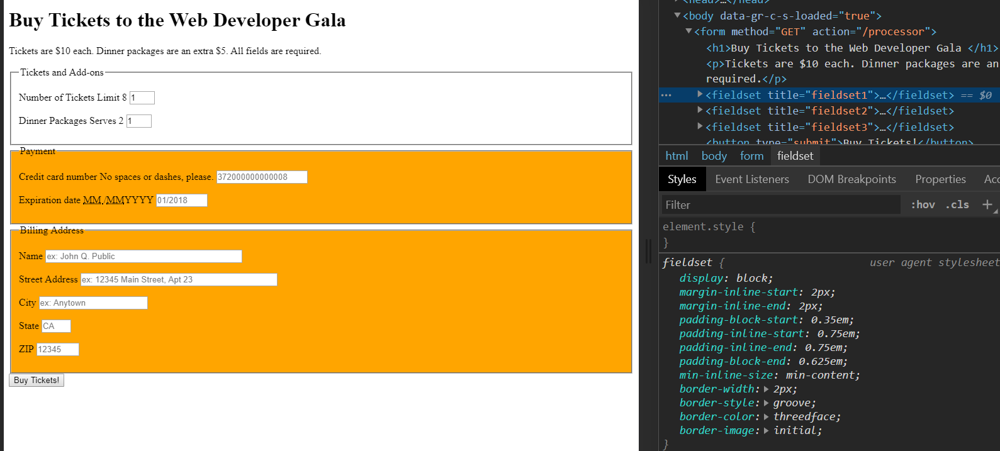 Buy Tickets to the Web Developer Gala
Tickets are $10 each. Dinner packages are an extra $5. All fields are required.
Tickets and Add-ons
Number of Tickets Limit 8 1
Dinner Packages Serves 2 1
Payment
Credit card number No spaces or dashes, please. 372000000000008
Expiration date MM./MMYYYY 01/2018
Billing Address
Name ex: John Q. Public
Street Address ex: 12345 Main Street, Apt 23
City ex: Anytown
State CA
ZIP 12345
Buy Tickets!
<head>…</head>
<body data-gr-c-s-loaded="true">
<form method="GET" action="/processor">
<h1>Buy Tickets to the Web Developer Gala </h1>
<p>Tickets are $10 each. Dinner packages are an
required.</p>
… <fieldset title="fieldset1">…</fieldset> == $0
<fieldset title="fieldset2">…</fieldset>
<fieldset title="fieldset3">…</fieldset>
<button type="submit">Buy Tickets!</button>
html body form fieldset
Styles Event Listeners DOM Breakpoints Properties Acc
Filter :hov .cls +
element.style {
}
fieldset { user agent stylesheet
display: block;
margin-inline-start: 2px;
margin-inline-end: 2px;
padding-block-start: 0.35em;
padding-inline-start: 0.75em;
padding-inline-end: 0.75em;
padding-block-end: 0.625em;
min-inline-size: min-content;
border-width: 2px;
border-style: groove;
border-color: threedface;
border-image: initial;
}